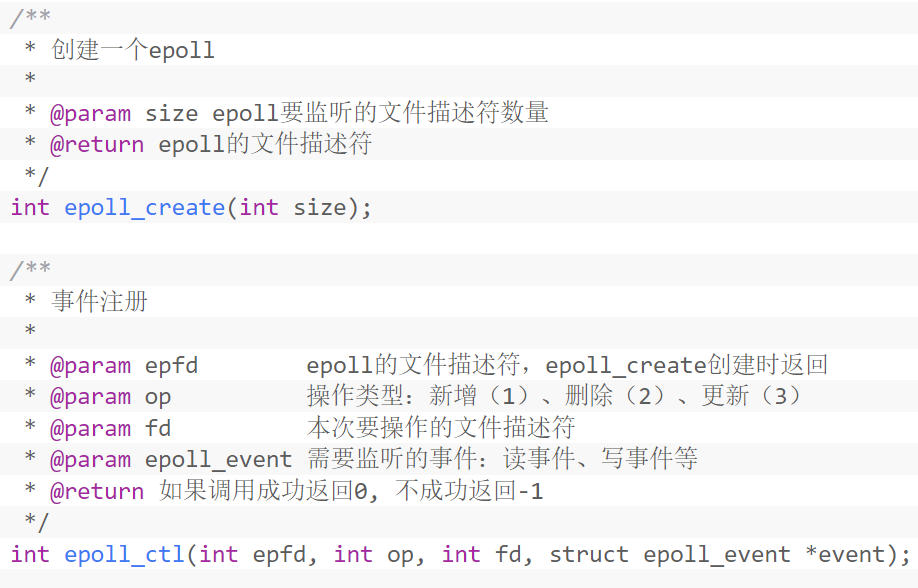 /**
 * 创建一个epoll
 *
 * @param size epoll要监听的文件描述符数量
 * @return epoll的文件描述符
 */
int epoll_create(int size);

/**
 * 事件注册
 *
 * @param epfd        epoll的文件描述符，epoll_create创建时返回
 * @param op          操作类型：新增（1）、删除（2）、更新（3）
 * @param fd          本次要操作的文件描述符
 * @param epoll_event 需要监听的事件：读事件、写事件等
 * @return 如果调用成功返回0, 不成功返回-1
 */
int epoll_ctl(int epfd, int op, int fd, struct epoll_event *event);